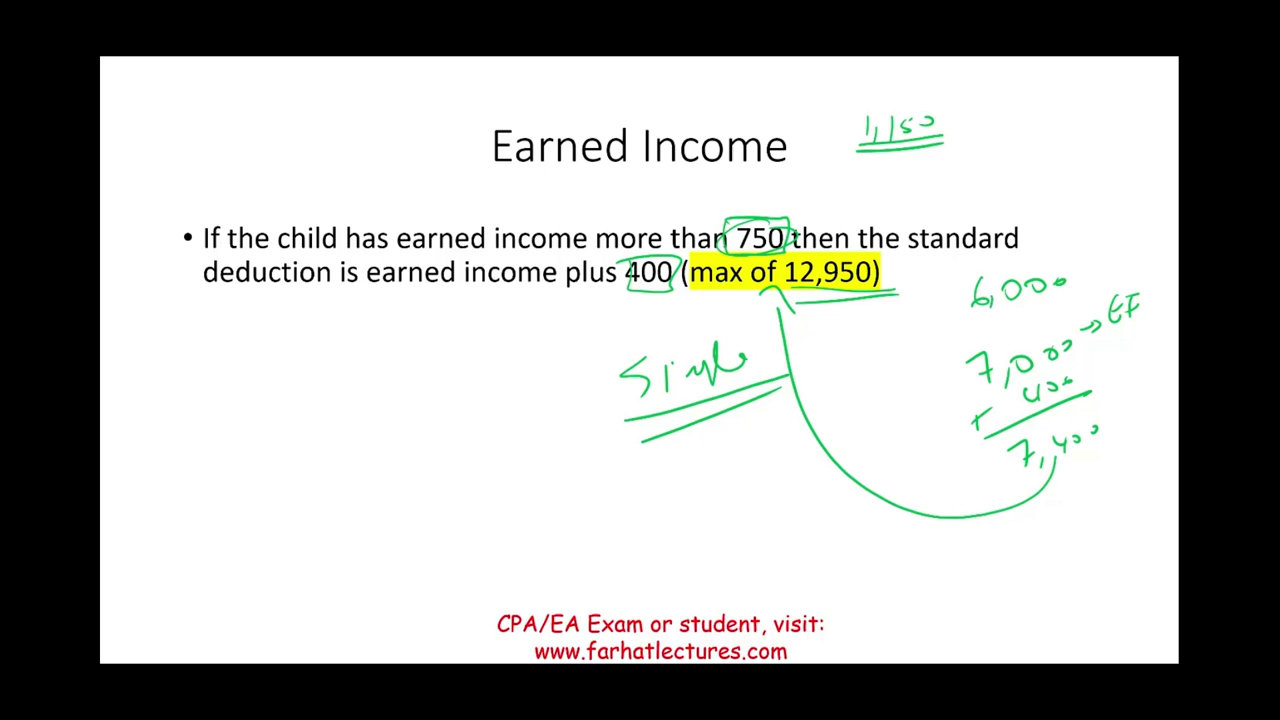 Earned Income
1,150
• If the child has earned income more than 750 then the standard
deduction is earned income plus 400 (max of 12,950)
6,000
7,000 → EI
+ 400
7,400
Single
CPA/EA Exam or student, visit:
www.farhatlectures.com